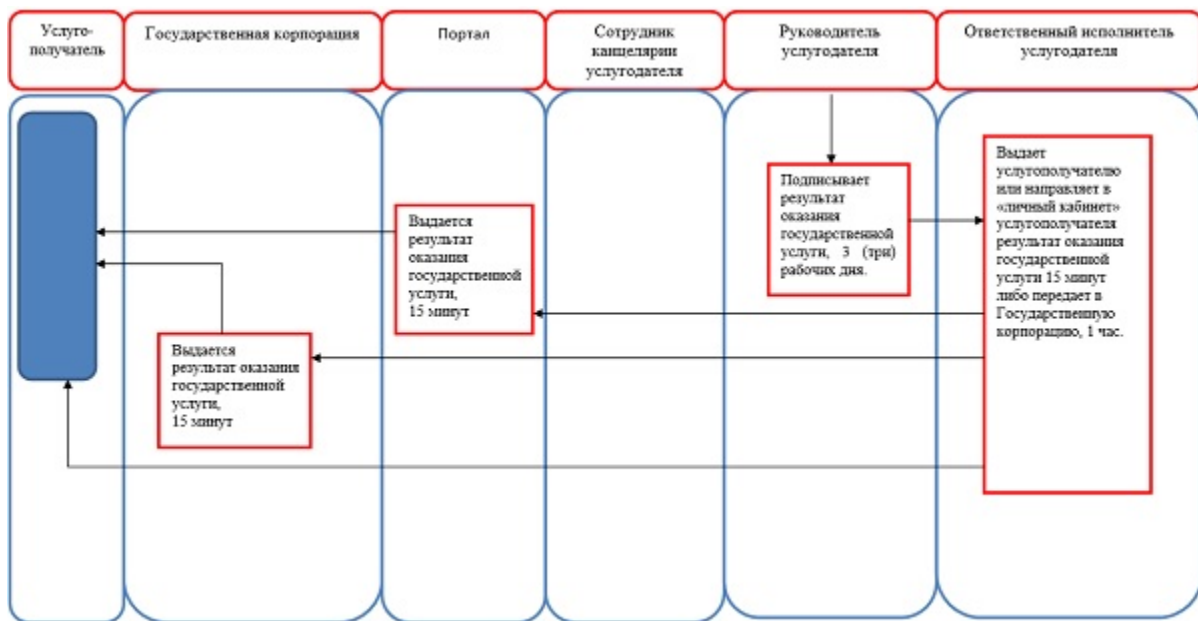 Услуго-
получатель
Государственная корпорация
Портал
Сотрудник
канцелярии
услугодателя
Руководитель
услугодателя
Ответственный исполнитель
услугодателя
Выдает
услугополучателю
или направляет в
«личный кабинет»
услугополучателя
результат оказания
государственной
услуги 15 минут
либо передает в
Государственную
корпорацию, 1 час.
Подписывает
результат
оказания
государственной
услуги, 3 (три)
рабочих дня.
Выдается
результат
оказания
государственной
услуги,
15 минут
Выдается
результат оказания
государственной
услуги,
15 минут